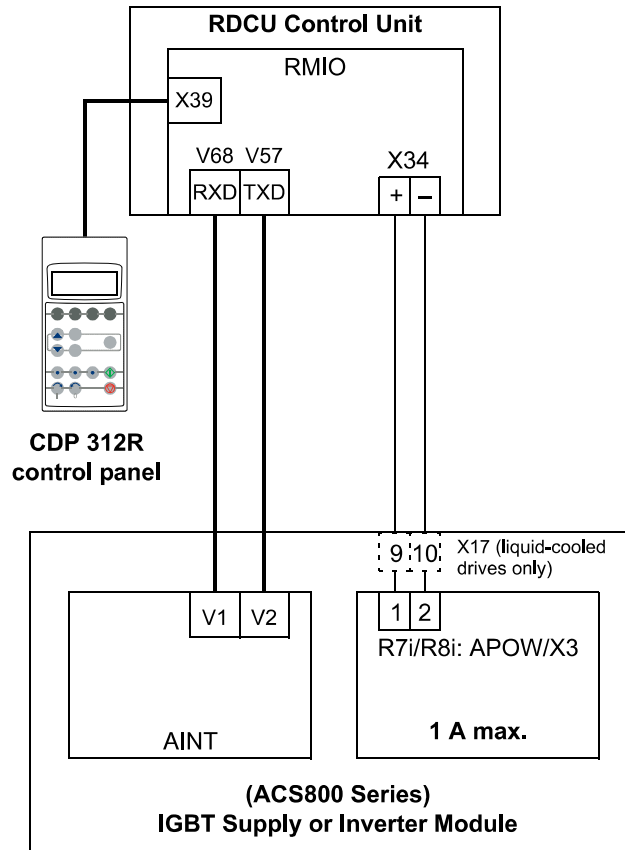 RDCU Control Unit
RMIO
X39
V68 V57
X34
RXD TXD
+ –
CDP 312R
control panel
9 10
X17 (liquid-cooled
drives only)
V1 V2
1 2
R7i/R8i: APOW/X3
AINT
1 A max.
(ACS800 Series)
IGBT Supply or Inverter Module